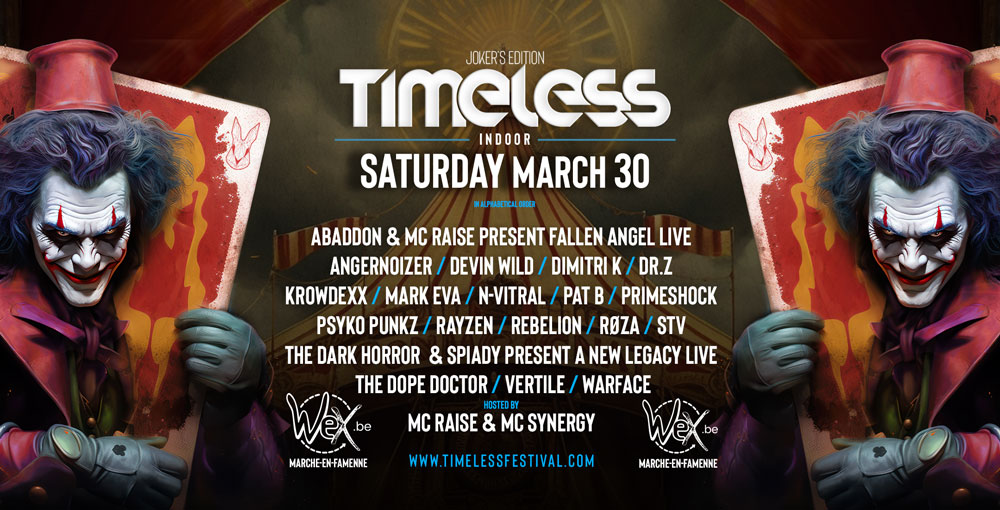 JOKER'S EDITION
TIMELESS
INDOOR
SATURDAY MARCH 30
IN ALPHABETICAL ORDER
ABADDON & MC RAISE PRESENT FALLEN ANGEL LIVE
ANGERNOIZER / DEVIN WILD / DIMITRI K / DR.Z
KROWDEXX / MARK EVA / N-VITRAL / PAT B / PRIMESHOCK
PSYKO PUNKZ / RAYZEN / REBELION / RØZA / STV
THE DARK HORROR & SPIADY PRESENT A NEW LEGACY LIVE
THE DOPE DOCTOR / VERTILE / WARFACE
HOSTED BY
MC RAISE & MC SYNERGY
WEX.be
MARCHE-EN-FAMENNE
WEX.be
MARCHE-EN-FAMENNE
WWW.TIMELESSFESTIVAL.COM